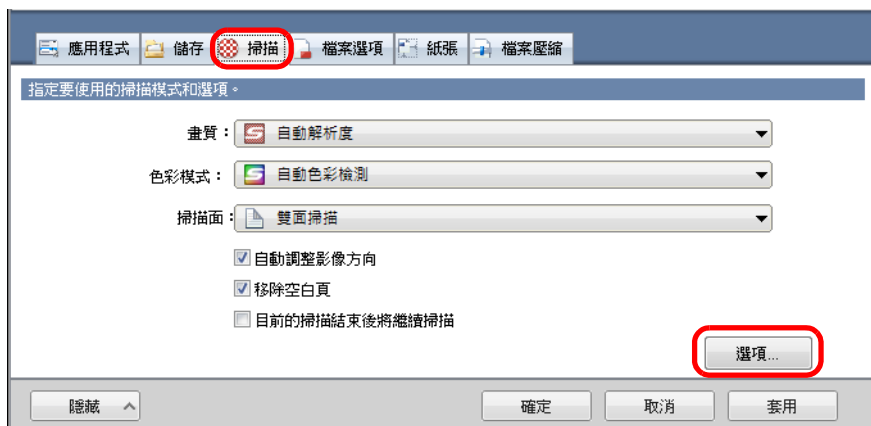 應用程式 儲存 掃描 檔案選項 紙張 檔案壓縮
指定要使用的掃描模式和選項。
畫質： 自動解析度
色彩模式： 自動色彩檢測
掃描面： 雙面掃描
自動調整影像方向
移除空白頁
目前的掃描結束後將繼續掃描
選項...
隱藏 確定 取消 套用